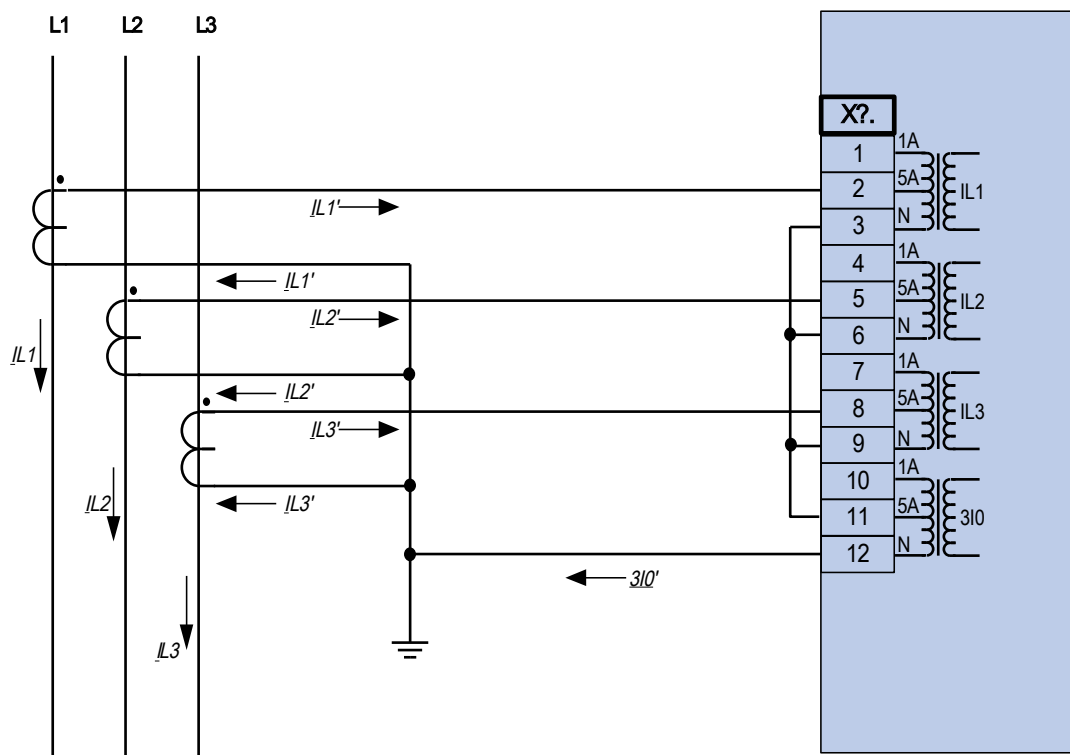 L1 L2 L3
X?.
1 1A
2 5A IL1
3 N
4 1A
5 5A IL2
6 N
7 1A
8 5A IL3
9 N
10 1A
11 5A 3I0
12 N
IL1'
IL1'
IL2'
IL1
IL2'
IL3'
IL2
IL3'
3I0'
IL3